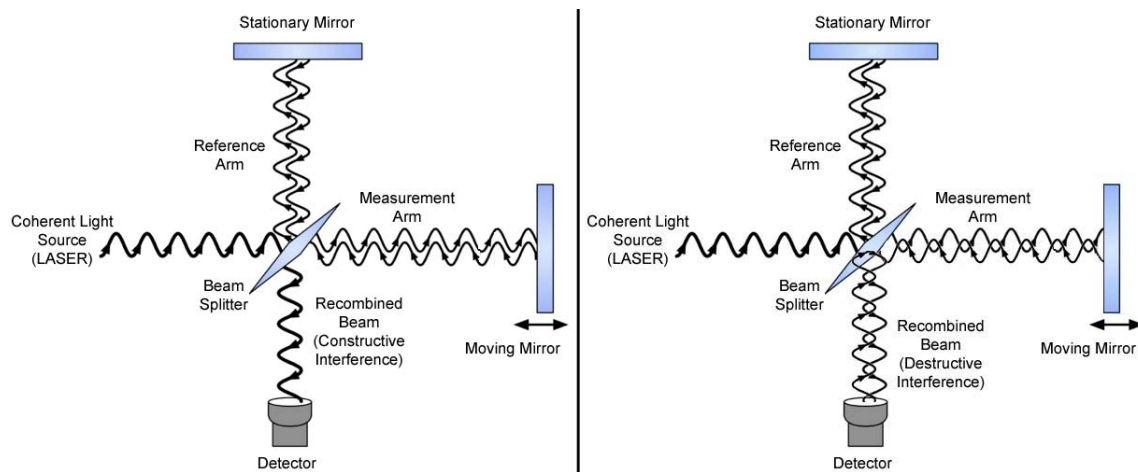 Stationary Mirror
Reference
Arm
Measurement
Arm
Coherent Light
Source
(LASER)
Beam
Splitter
Recombined
Beam
(Constructive
Interference)
Moving Mirror
Detector
Stationary Mirror
Reference
Arm
Measurement
Arm
Coherent Light
Source
(LASER)
Beam
Splitter
Recombined
Beam
(Destructive
Interference)
Moving Mirror
Detector